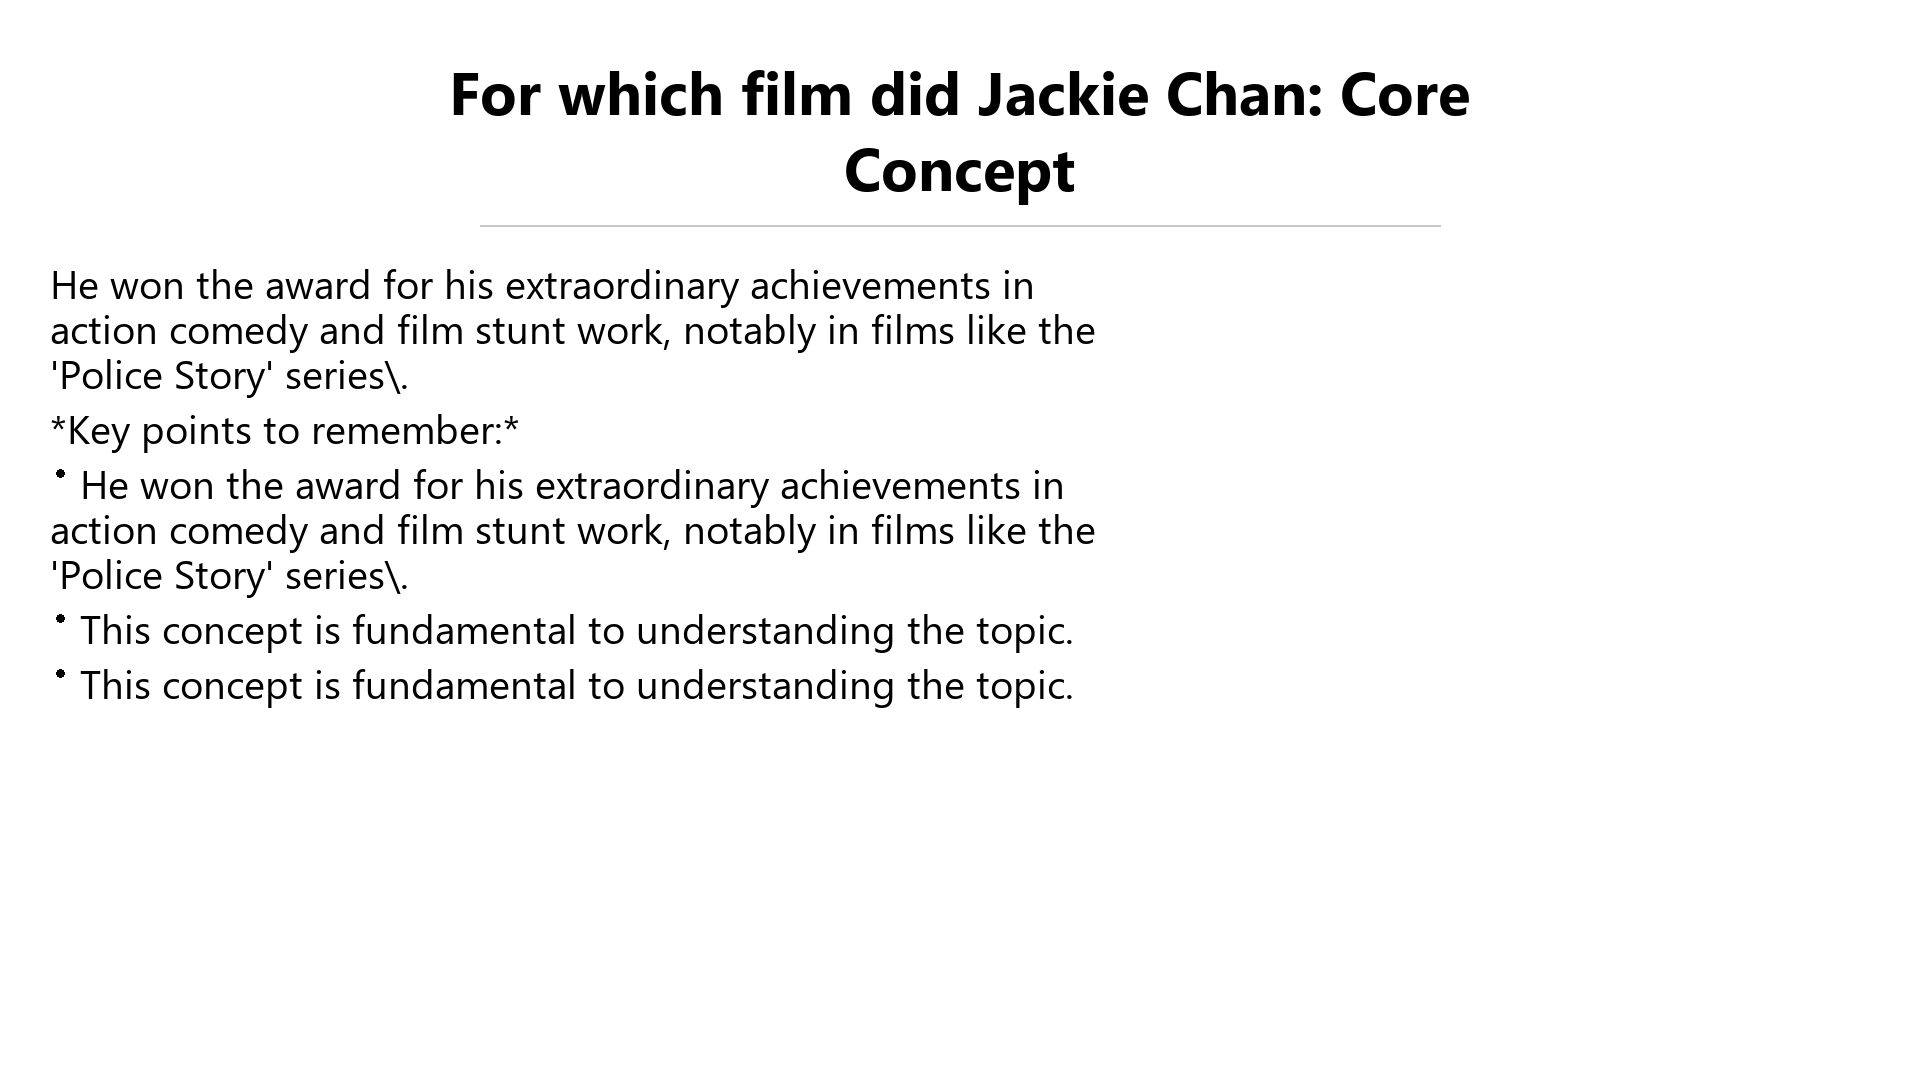 For which film did Jackie Chan: Core
Concept
He won the award for his extraordinary achievements in
action comedy and film stunt work, notably in films like the
'Police Story' series\.
*Key points to remember:*
• He won the award for his extraordinary achievements in
action comedy and film stunt work, notably in films like the
'Police Story' series\.
• This concept is fundamental to understanding the topic.
• This concept is fundamental to understanding the topic.